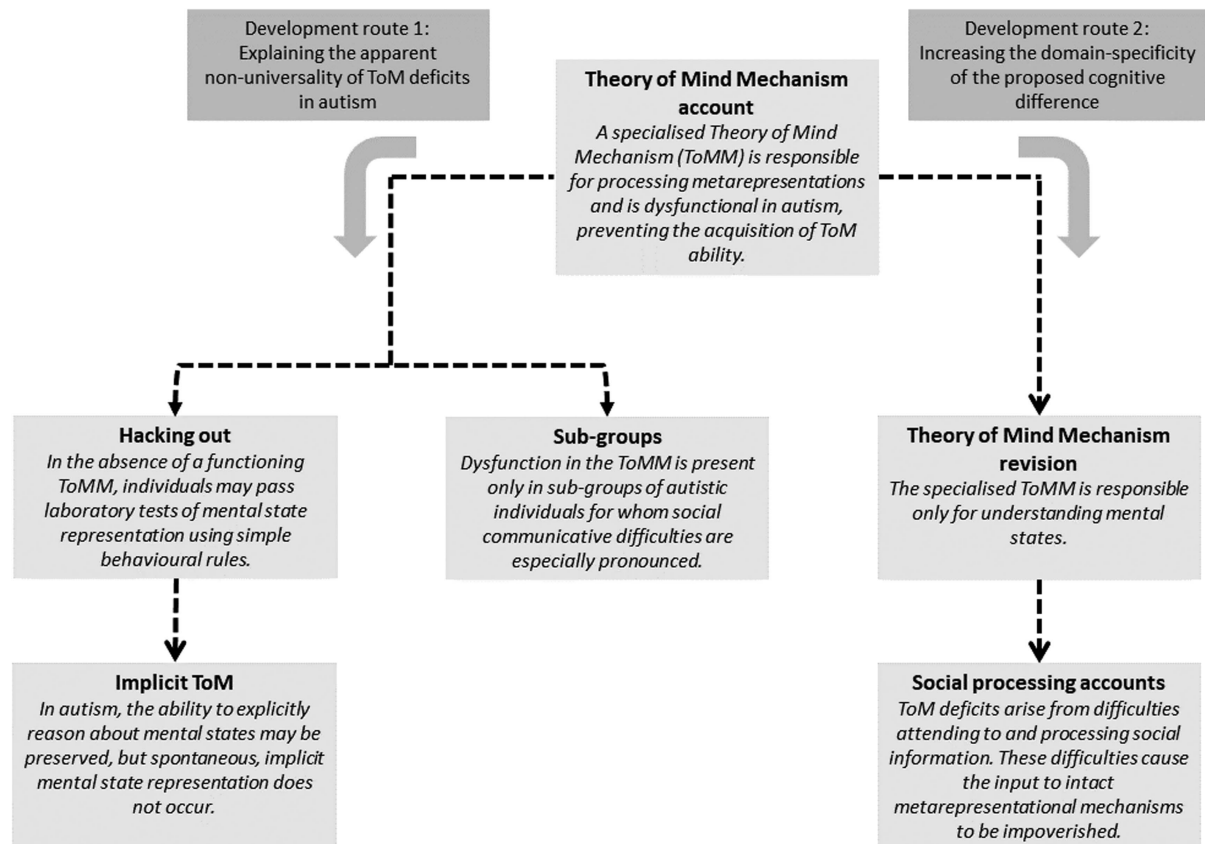 Development route 1:
Explaining the apparent
non-universality of ToM deficits
in autism
Theory of Mind Mechanism
account
A specialised Theory of Mind
Mechanism (ToMM) is responsible
for processing metarepresentations
and is dysfunctional in autism,
preventing the acquisition of ToM
ability.
Development route 2:
Increasing the domain-specificity
of the proposed cognitive
difference
Hacking out
In the absence of a functioning
ToMM, individuals may pass
laboratory tests of mental state
representation using simple
behavioural rules.
Sub-groups
Dysfunction in the ToMM is present
only in sub-groups of autistic
individuals for whom social
communicative difficulties are
especially pronounced.
Theory of Mind Mechanism
revision
The specialised ToMM is responsible
only for understanding mental
states.
Implicit ToM
In autism, the ability to explicitly
reason about mental states may be
preserved, but spontaneous, implicit
mental state representation does
not occur.
Social processing accounts
ToM deficits arise from difficulties
attending to and processing social
information. These difficulties cause
the input to intact
metarepresentational mechanisms
to be impoverished.